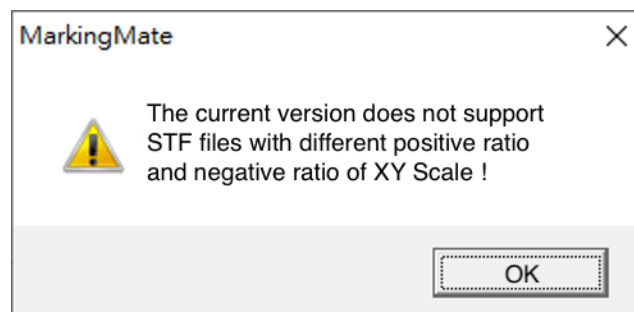 MarkingMate
The current version does not support
STF files with different positive ratio
and negative ratio of XY Scale !
OK